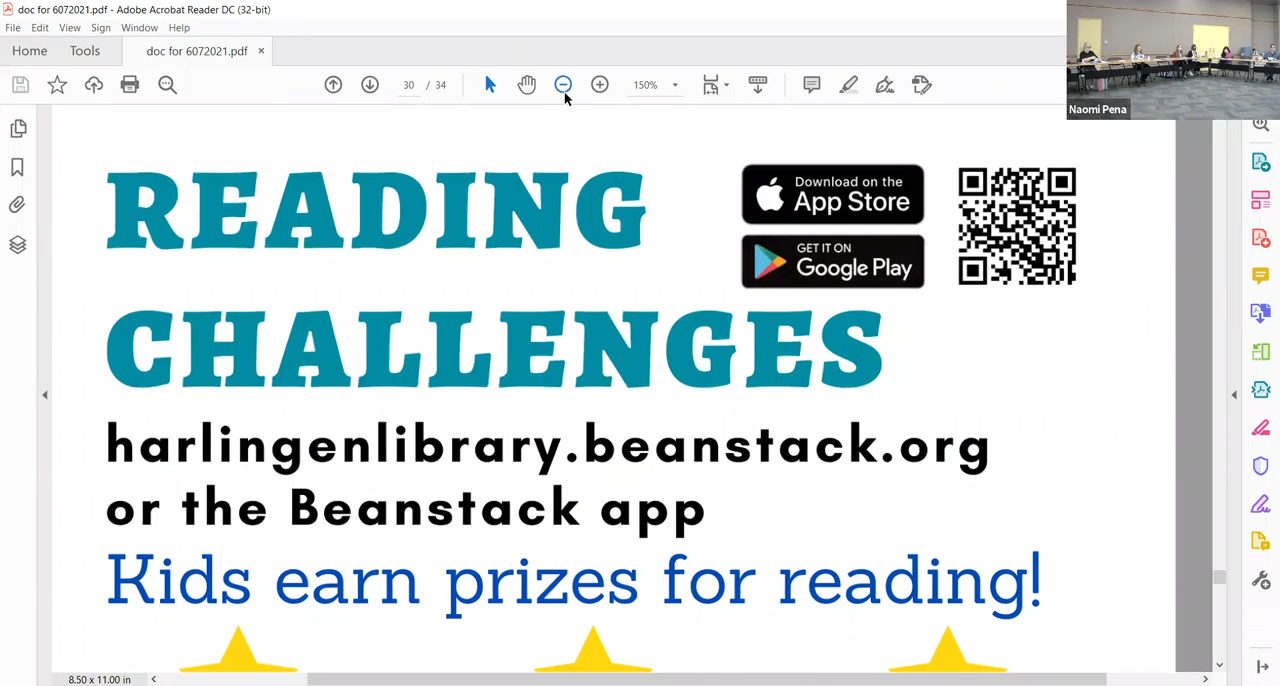 doc for 6072021.pdf - Adobe Acrobat Reader DC (32-bit)
File Edit View Sign Window Help
Home Tools doc for 6072021.pdf ×
30 / 34 150%
Naomi Pena
READING
CHALLENGES
Download on the
App Store
GET IT ON
Google Play
harlingenlibrary.beanstack.org
or the Beanstack app
Kids earn prizes for reading!
8.50 x 11.00 in